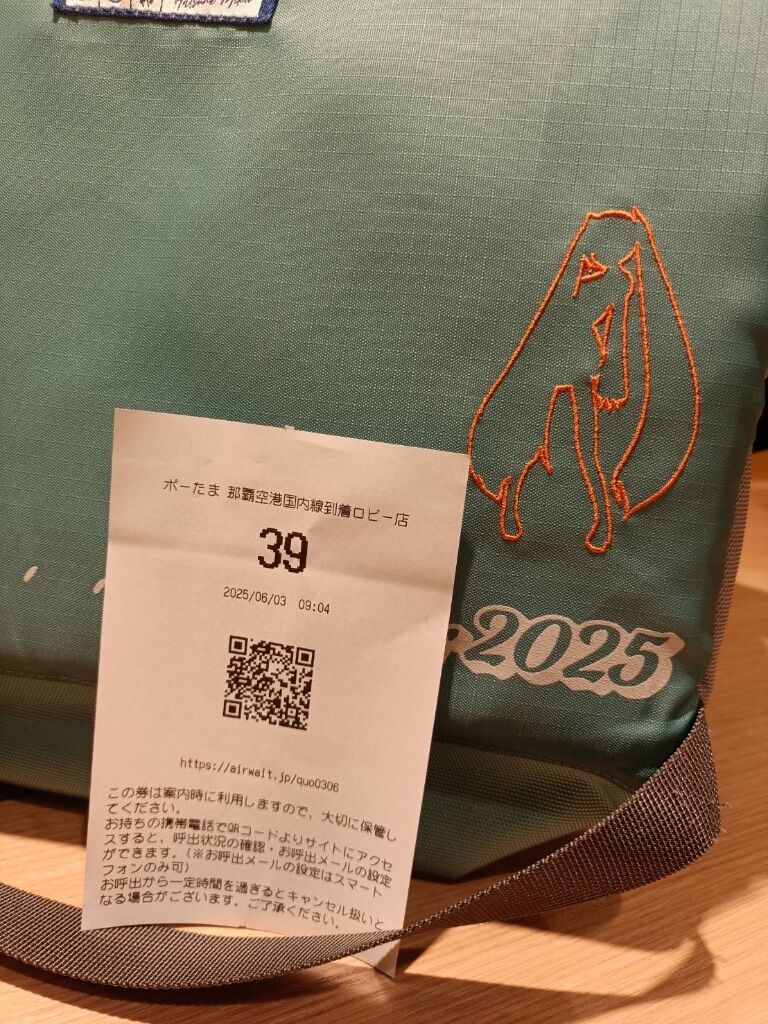 ポーたま 那覇空港国内線到着ロビー店
39
2025/06/03 09:04
https://airwait.jp/quo0306
この券は案内時に利用しますので、大切に保管し
てください。
お持ちの携帯電話でQRコードよりサイトにアクセ
スすると、呼出状況の確認・お呼出メールの設定
ができます。(※お呼出メールの設定はスマート
フォンのみ可)
お呼出から一定時間を過ぎるとキャンセル扱いと
なる場合がございます。ご了承ください。
2025